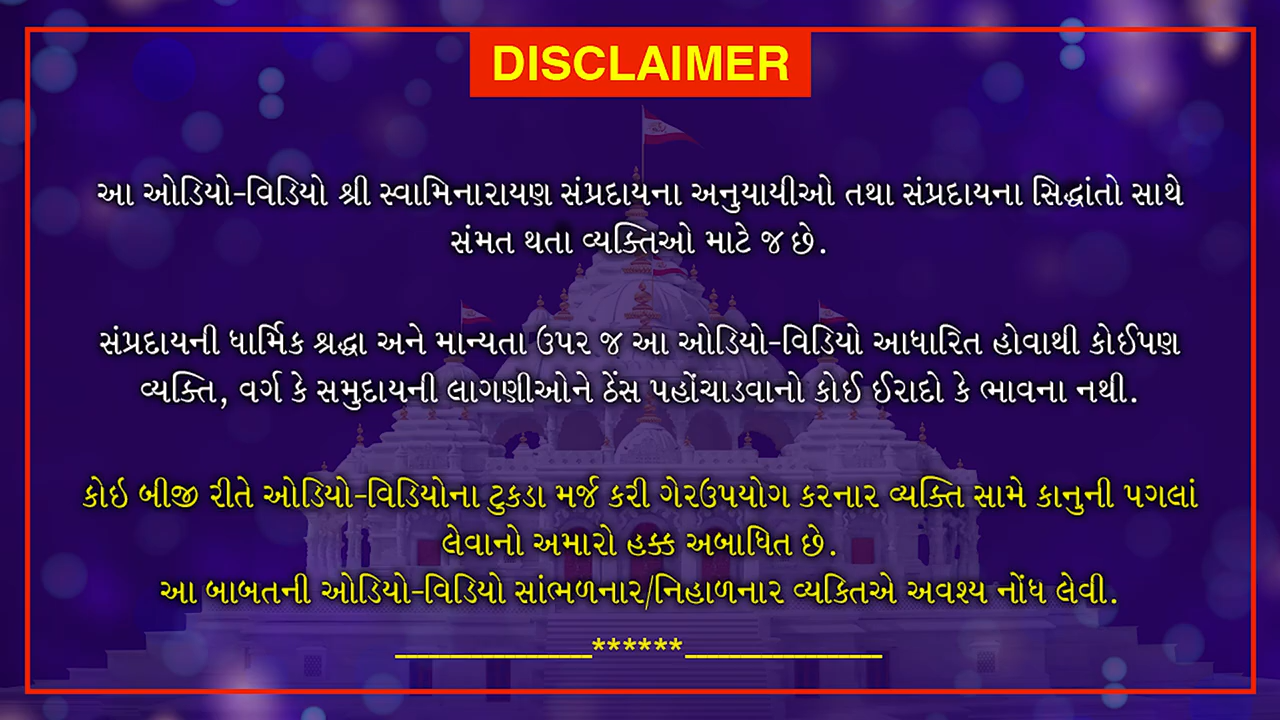 DISCLAIMER
આ ઓડિયો-વિડિયો શ્રી સ્વામિનારાયણ સંપ્રદાયના અનુયાયીઓ તથા સંપ્રદાયના સિદ્ધાંતો સાથે
સંમત થતા વ્યક્તિઓ માટે જ છે.
સંપ્રદાયની ધાર્મિક શ્રદ્ધા અને માન્યતા ઉપર જ આ ઓડિયો-વિડિયો આધારિત હોવાથી કોઈપણ
વ્યક્તિ, વર્ગ કે સમુદાયની લાગણીઓને ઠેંસ પહોંચાડવાનો કોઈ ઈરાદો કે ભાવના નથી.
કોઇ બીજી રીતે ઓડિયો-વિડિયોના ટુકડા મર્જ કરી ગેરઉપયોગ કરનાર વ્યક્તિ સામે કાનુની પગલાં
લેવાનો અમારો હક્ક અબાધિત છે.
આ બાબતની ઓડિયો-વિડિયો સાંભળનાર/નિહાળનાર વ્યકિતએ અવશ્ય નોંધ લેવી.
________________******________________